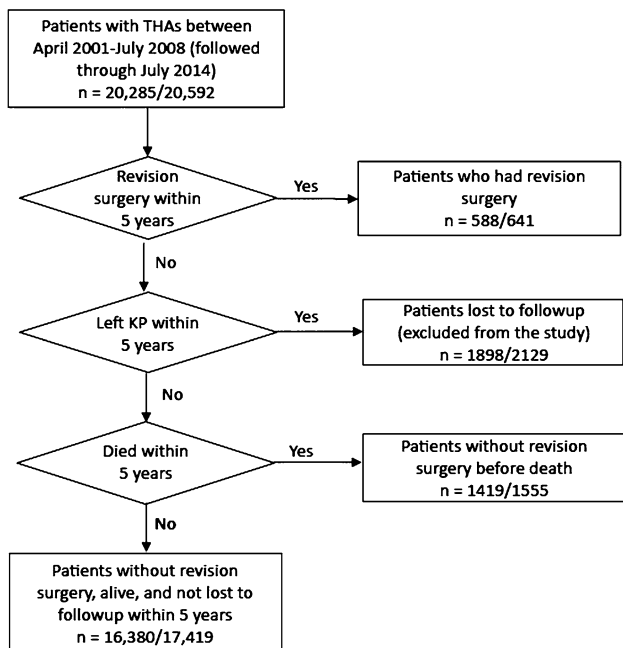 Patients with THAs between
April 2001-July 2008 (followed
through July 2014)
n = 20,285/20,592
Revision
surgery within
5 years
Yes
Patients who had revision
surgery
n = 588/641
No
Left KP within
5 years
Yes
Patients lost to followup
(excluded from the study)
n = 1898/2129
No
Died within
5 years
Yes
Patients without revision
surgery before death
n = 1419/1555
No
Patients without revision
surgery, alive, and not lost to
followup within 5 years
n = 16,380/17,419